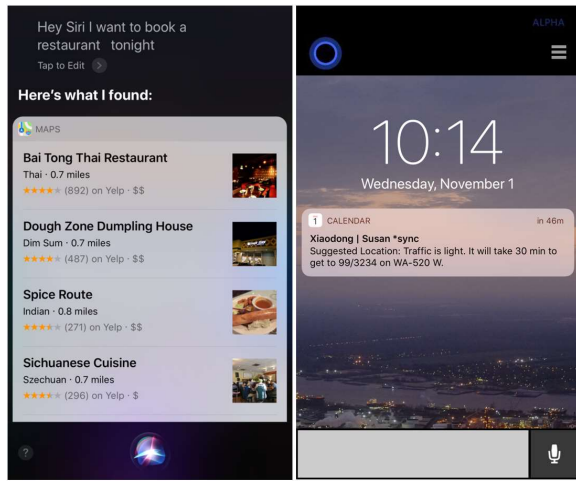 Hey Siri I want to book a
restaurant tonight
Tap to Edit
Here's what I found:
MAPS
Bai Tong Thai Restaurant
Thai · 0.7 miles
(892) on Yelp · $$
Dough Zone Dumpling House
Dim Sum · 0.7 miles
(487) on Yelp · $$
Spice Route
Indian · 0.8 miles
(271) on Yelp · $$
Sichuanese Cuisine
Szechuan · 0.7 miles
(296) on Yelp · $
?
ALPHA
10:14
Wednesday, November 1
1 CALENDAR in 46m
Xiaodong | Susan *sync
Suggested Location: Traffic is light. It will take 30 min to
get to 99/3234 on WA-520 W.